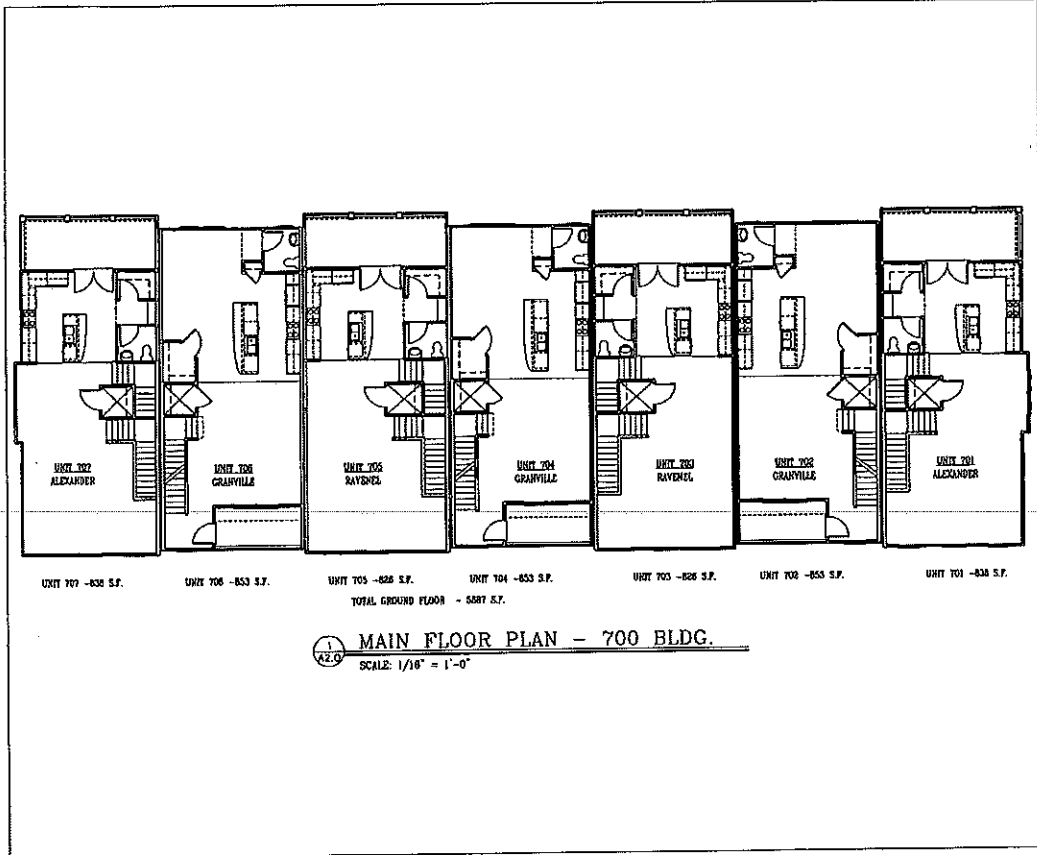 UNIT 707
ALEXANDER
UNIT 706
GRANVILLE
UNIT 705
RAVENEL
UNIT 704
GRANVILLE
UNIT 703
RAVENEL
UNIT 702
GRANVILLE
UNIT 701
ALEXANDER
UNIT 707 -838 S.F.
UNIT 706 -853 S.F.
UNIT 705 -826 S.F.
UNIT 704 -853 S.F.
UNIT 703 -826 S.F.
UNIT 702 -853 S.F.
UNIT 701 -838 S.F.
TOTAL GROUND FLOOR - 5887 S.F.
1
A2.0
MAIN FLOOR PLAN - 700 BLDG.
SCALE: 1/16" = 1'-0"